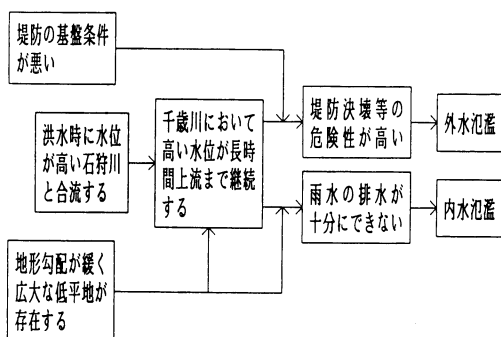 堤防の基盤条件
が悪い
洪水時に水位
が高い石狩川
と合流する
地形勾配が緩く
広大な低平地が
存在する
千歳川において
高い水位が長時
間上流まで継続
する
堤防決壊等の
危険性が高い
雨水の排水が
十分にできない
外水氾濫
内水氾濫